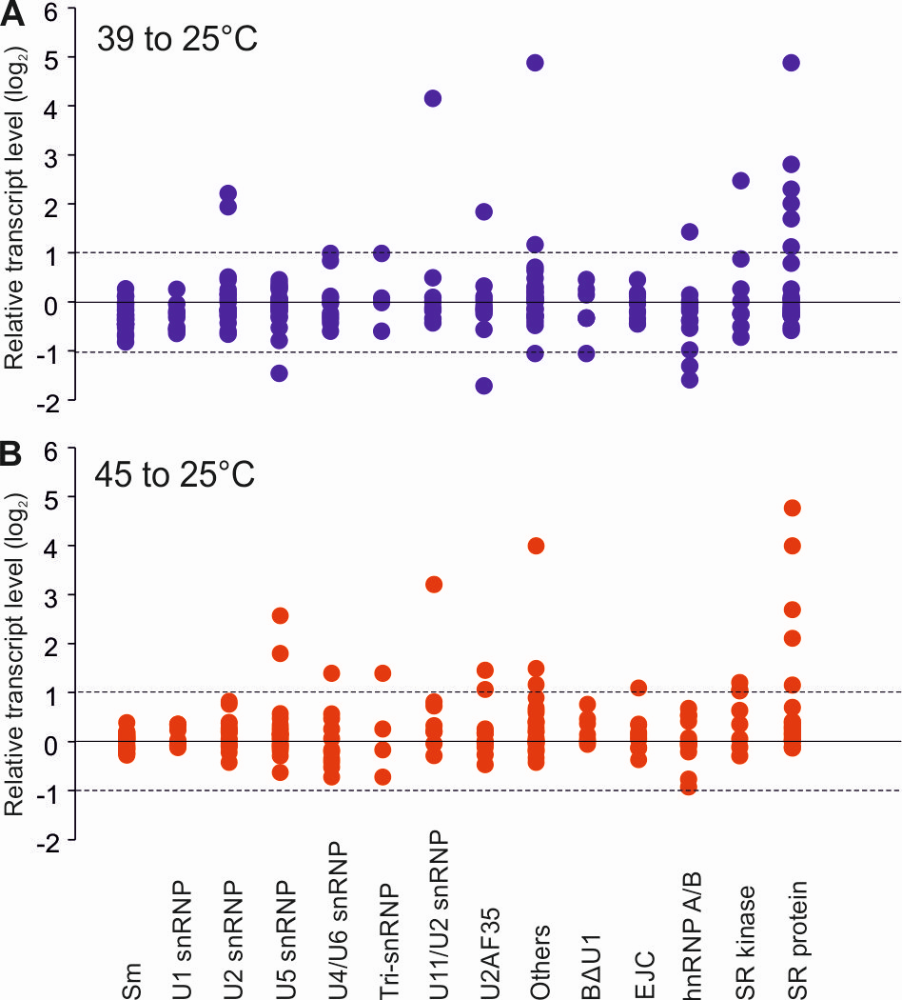 A
39 to 25°C
Relative transcript level (log₂)
6
5
4
3
2
1
0
-1
-2
B
45 to 25°C
Relative transcript level (log₂)
6
5
4
3
2
1
0
-1
-2
Sm
U1 snRNP
U2 snRNP
U5 snRNP
U4/U6 snRNP
Tri-snRNP
U11/U2 snRNP
U2AF35
Others
BΔU1
EJC
hnRNP A/B
SR kinase
SR protein